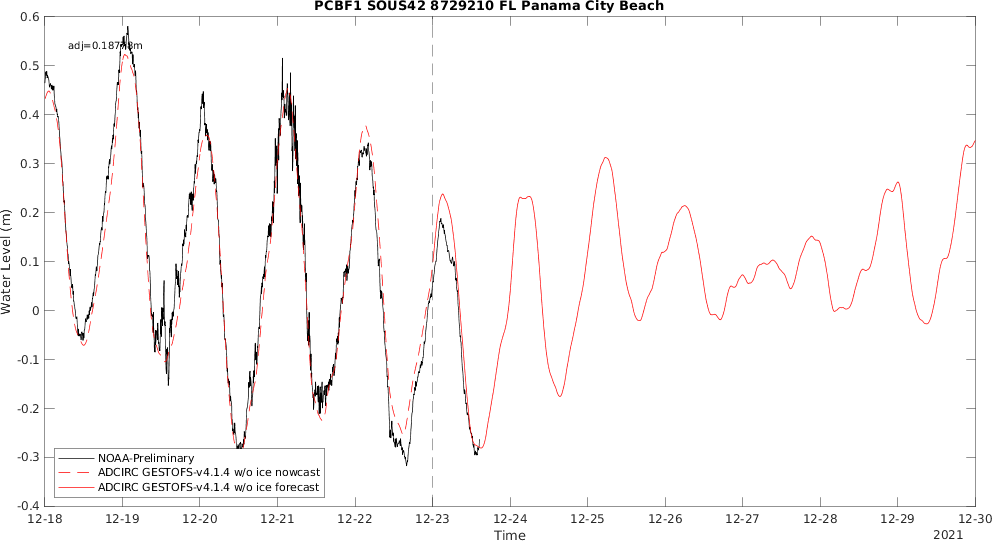 PCBF1 SOUS42 8729210 FL Panama City Beach
0.6
0.5
0.4
0.3
0.2
0.1
0
-0.1
-0.2
-0.3
-0.4
Water Level (m)
NOAA-Preliminary
ADCIRC GESTOFS-v4.1.4 w/o ice nowcast
ADCIRC GESTOFS-v4.1.4 w/o ice forecast
12-18 12-19 12-20 12-21 12-22 12-23 12-24 12-25 12-26 12-27 12-28 12-29 12-30
Time
2021